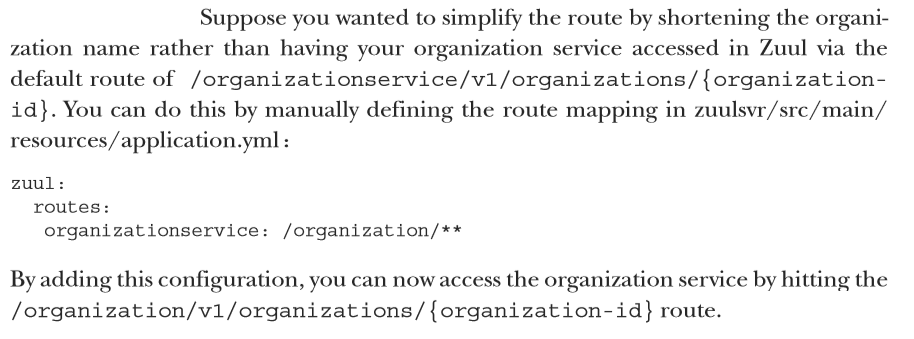 Suppose you wanted to simplify the route by shortening the organi-
zation name rather than having your organization service accessed in Zuul via the
default route of /organizationservice/v1/organizations/{organization-
id}. You can do this by manually defining the route mapping in zuulsvr/src/main/
resources/application.yml:
zuul:
  routes:
   organizationservice: /organization/**
By adding this configuration, you can now access the organization service by hitting the
/organization/v1/organizations/{organization-id} route.